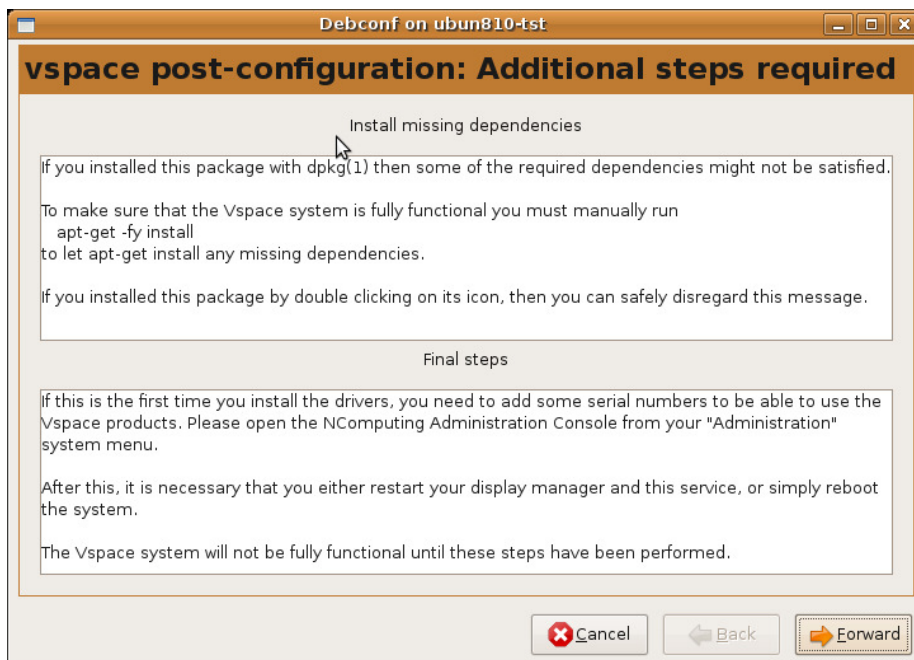 Debconf on ubun810-tst
vspace post-configuration: Additional steps required
Install missing dependencies
If you installed this package with dpkg(1) then some of the required dependencies might not be satisfied.
To make sure that the Vspace system is fully functional you must manually run
apt-get -fy install
to let apt-get install any missing dependencies.
If you installed this package by double clicking on its icon, then you can safely disregard this message.
Final steps
If this is the first time you install the drivers, you need to add some serial numbers to be able to use the
Vspace products. Please open the NComputing Administration Console from your "Administration"
system menu.
After this, it is necessary that you either restart your display manager and this service, or simply reboot
the system.
The Vspace system will not be fully functional until these steps have been performed.
Cancel Back Forward